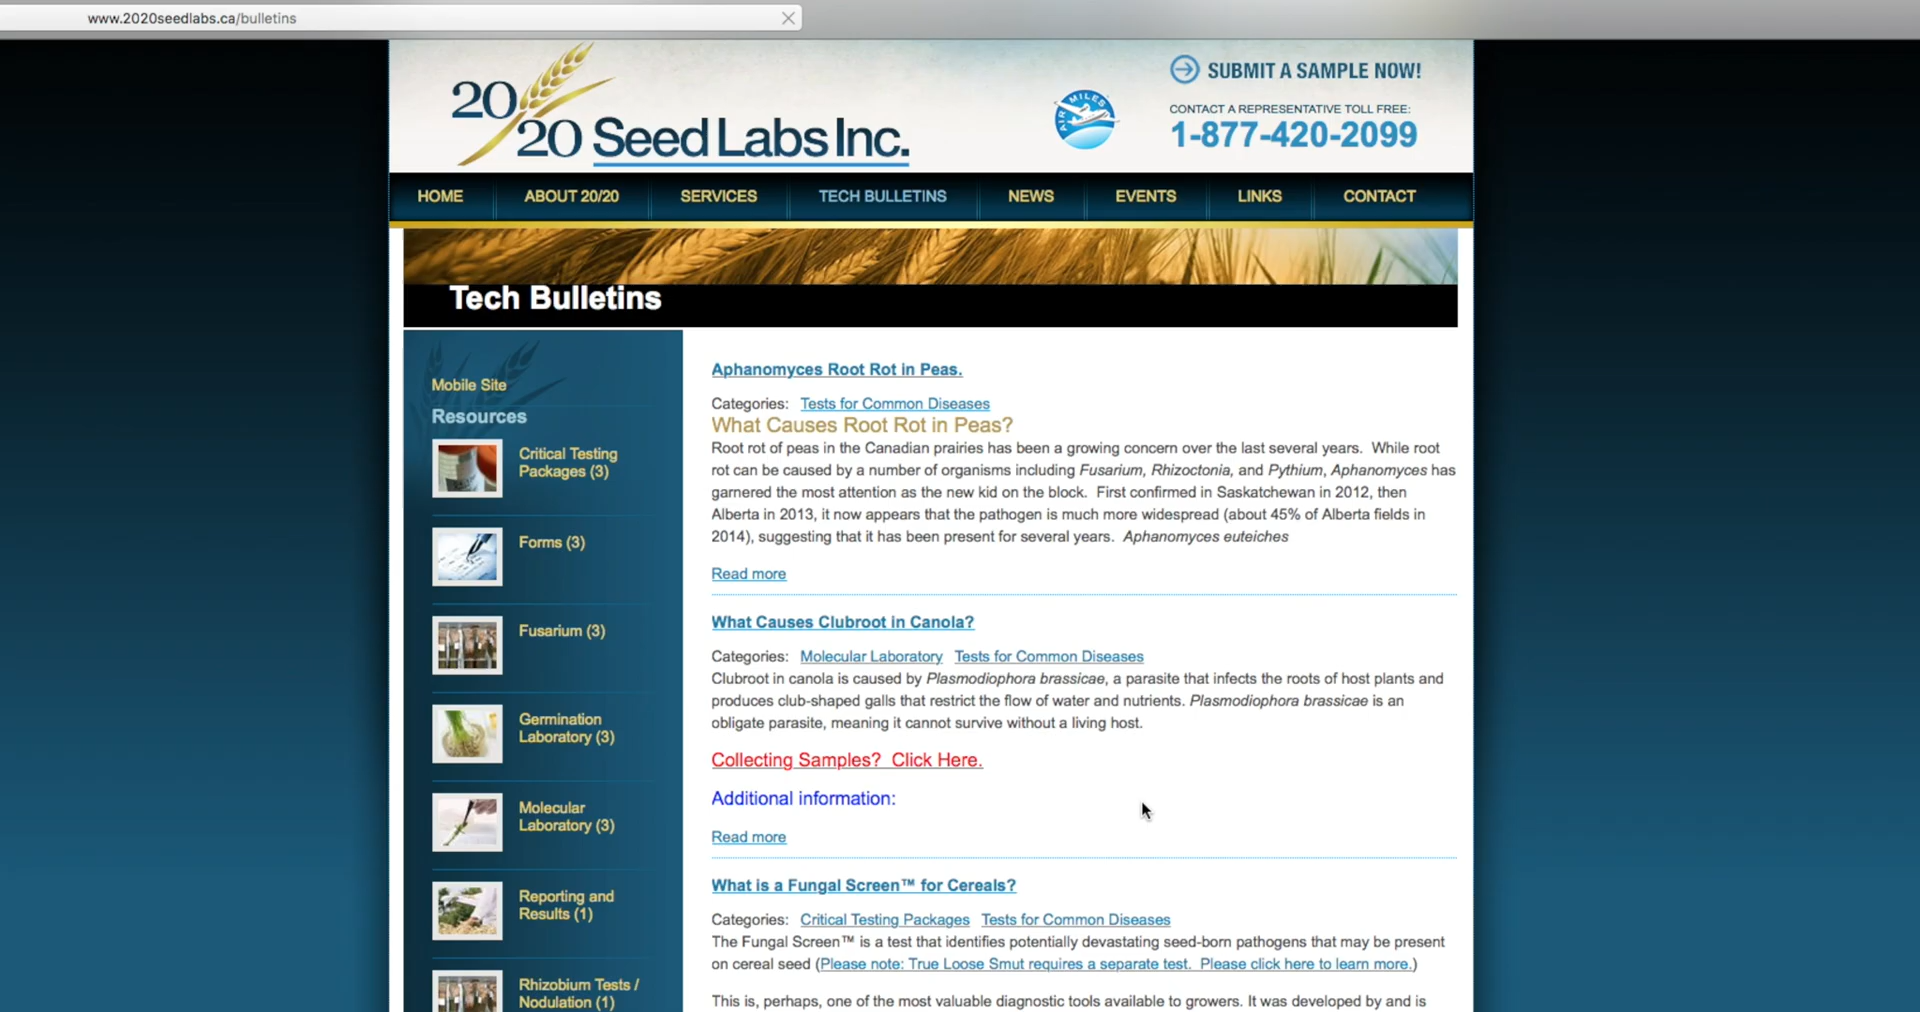 www.2020seedlabs.ca/bulletins
20
20 Seed Labs Inc.
AIR MILES
SUBMIT A SAMPLE NOW!
CONTACT A REPRESENTATIVE TOLL FREE:
1-877-420-2099
HOME ABOUT 20/20 SERVICES TECH BULLETINS NEWS EVENTS LINKS CONTACT
Tech Bulletins
Mobile Site
Resources
Critical Testing
Packages (3)
Forms (3)
Fusarium (3)
Germination
Laboratory (3)
Molecular
Laboratory (3)
Reporting and
Results (1)
Rhizobium Tests /
Nodulation (1)
Aphanomyces Root Rot in Peas.
Categories: Tests for Common Diseases
What Causes Root Rot in Peas?
Root rot of peas in the Canadian prairies has been a growing concern over the last several years. While root
rot can be caused by a number of organisms including Fusarium, Rhizoctonia, and Pythium, Aphanomyces has
garnered the most attention as the new kid on the block. First confirmed in Saskatchewan in 2012, then
Alberta in 2013, it now appears that the pathogen is much more widespread (about 45% of Alberta fields in
2014), suggesting that it has been present for several years. Aphanomyces euteiches
Read more
What Causes Clubroot in Canola?
Categories: Molecular Laboratory Tests for Common Diseases
Clubroot in canola is caused by Plasmodiophora brassicae, a parasite that infects the roots of host plants and
produces club-shaped galls that restrict the flow of water and nutrients. Plasmodiophora brassicae is an
obligate parasite, meaning it cannot survive without a living host.
Collecting Samples? Click Here.
Additional information:
Read more
What is a Fungal Screen™ for Cereals?
Categories: Critical Testing Packages Tests for Common Diseases
The Fungal Screen™ is a test that identifies potentially devastating seed-born pathogens that may be present
on cereal seed (Please note: True Loose Smut requires a separate test. Please click here to learn more.)
This is, perhaps, one of the most valuable diagnostic tools available to growers. It was developed by and is